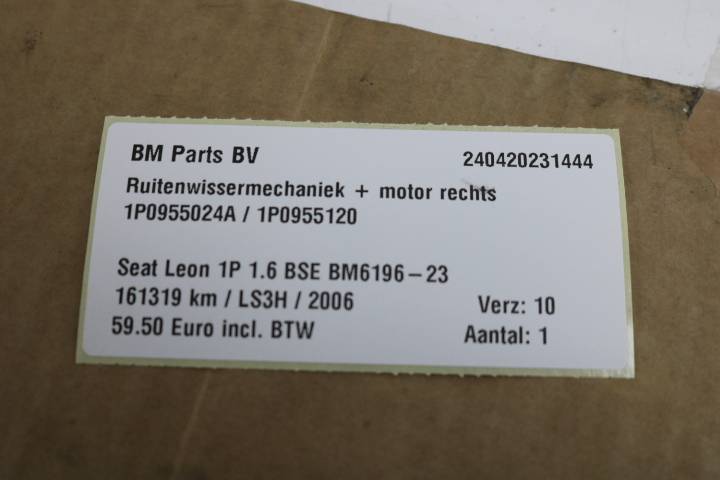 BM Parts BV 240420231444
Ruitenwissermechaniek + motor rechts
1P0955024A / 1P0955120
Seat Leon 1P 1.6 BSE BM6196-23
161319 km / LS3H / 2006 Verz: 10
59.50 Euro incl. BTW Aantal: 1